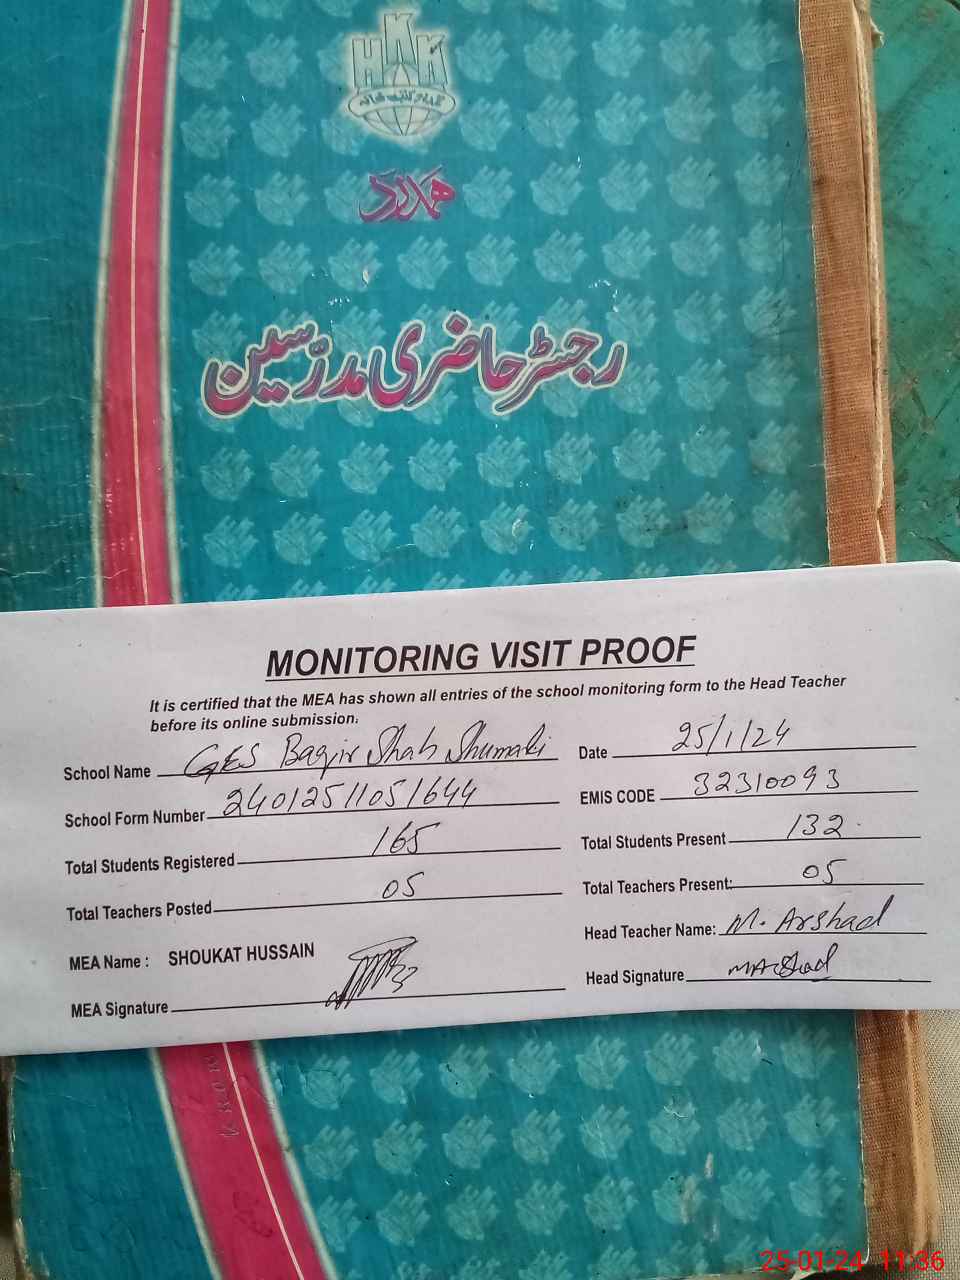 HKK
ہمدرد کتب خانہ
ہمدرد
رجسٹر حاضری مدرسین
MONITORING VISIT PROOF
It is certified that the MEA has shown all entries of the school monitoring form to the Head Teacher
before its online submission.
School Name GES Baqir Shah Shumali Date 25/1/24
School Form Number 24012511051644 EMIS CODE 32310093
Total Students Registered 165 Total Students Present 132
Total Teachers Posted 05 Total Teachers Present: 05
MEA Name : SHOUKAT HUSSAIN Head Teacher Name: M. Arshad
MEA Signature Head Signature MArshad
25-01-24 11:36